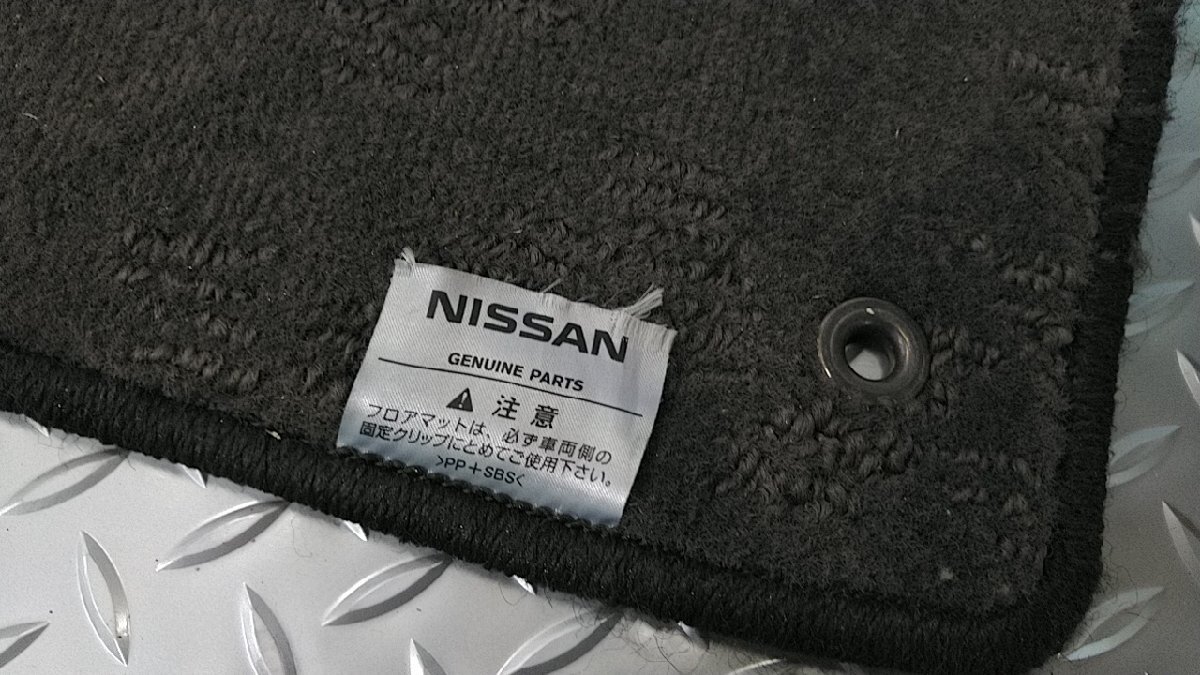 NISSAN
GENUINE PARTS
⚠ 注意
フロアマットは、必ず車両側の
固定クリップにとめてご使用下さい。
>PP+SBS<